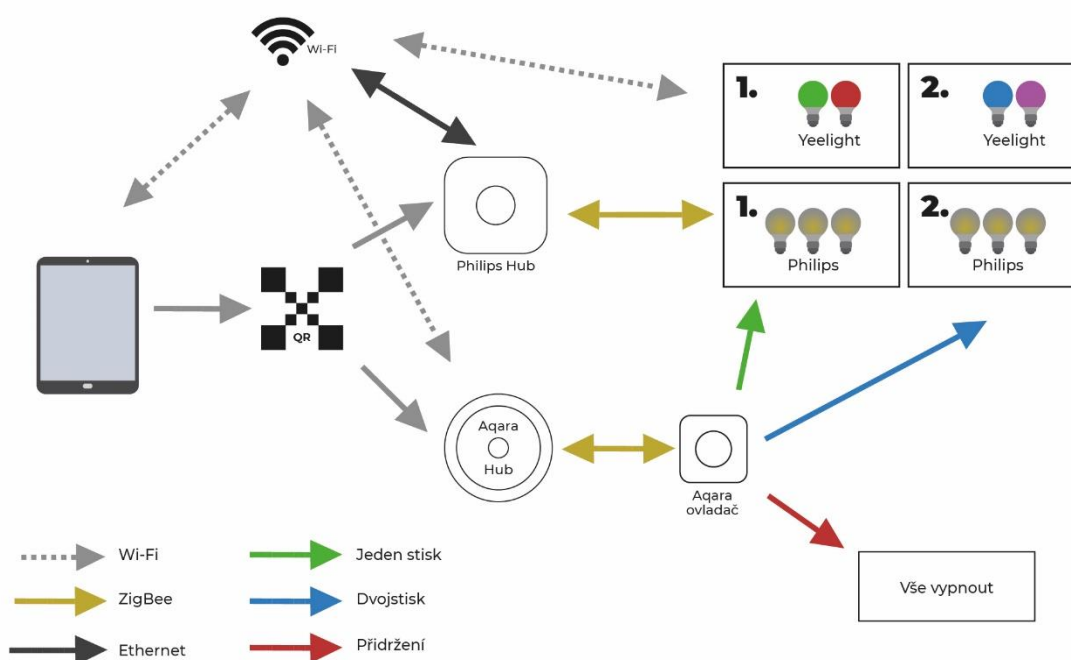 Wi-Fi
1.
Yeelight
2.
Yeelight
1.
Philips
2.
Philips
Philips Hub
QR
Aqara
Hub
Aqara
ovladač
Wi-Fi
ZigBee
Ethernet
Jeden stisk
Dvojstisk
Přidržení
Vše vypnout